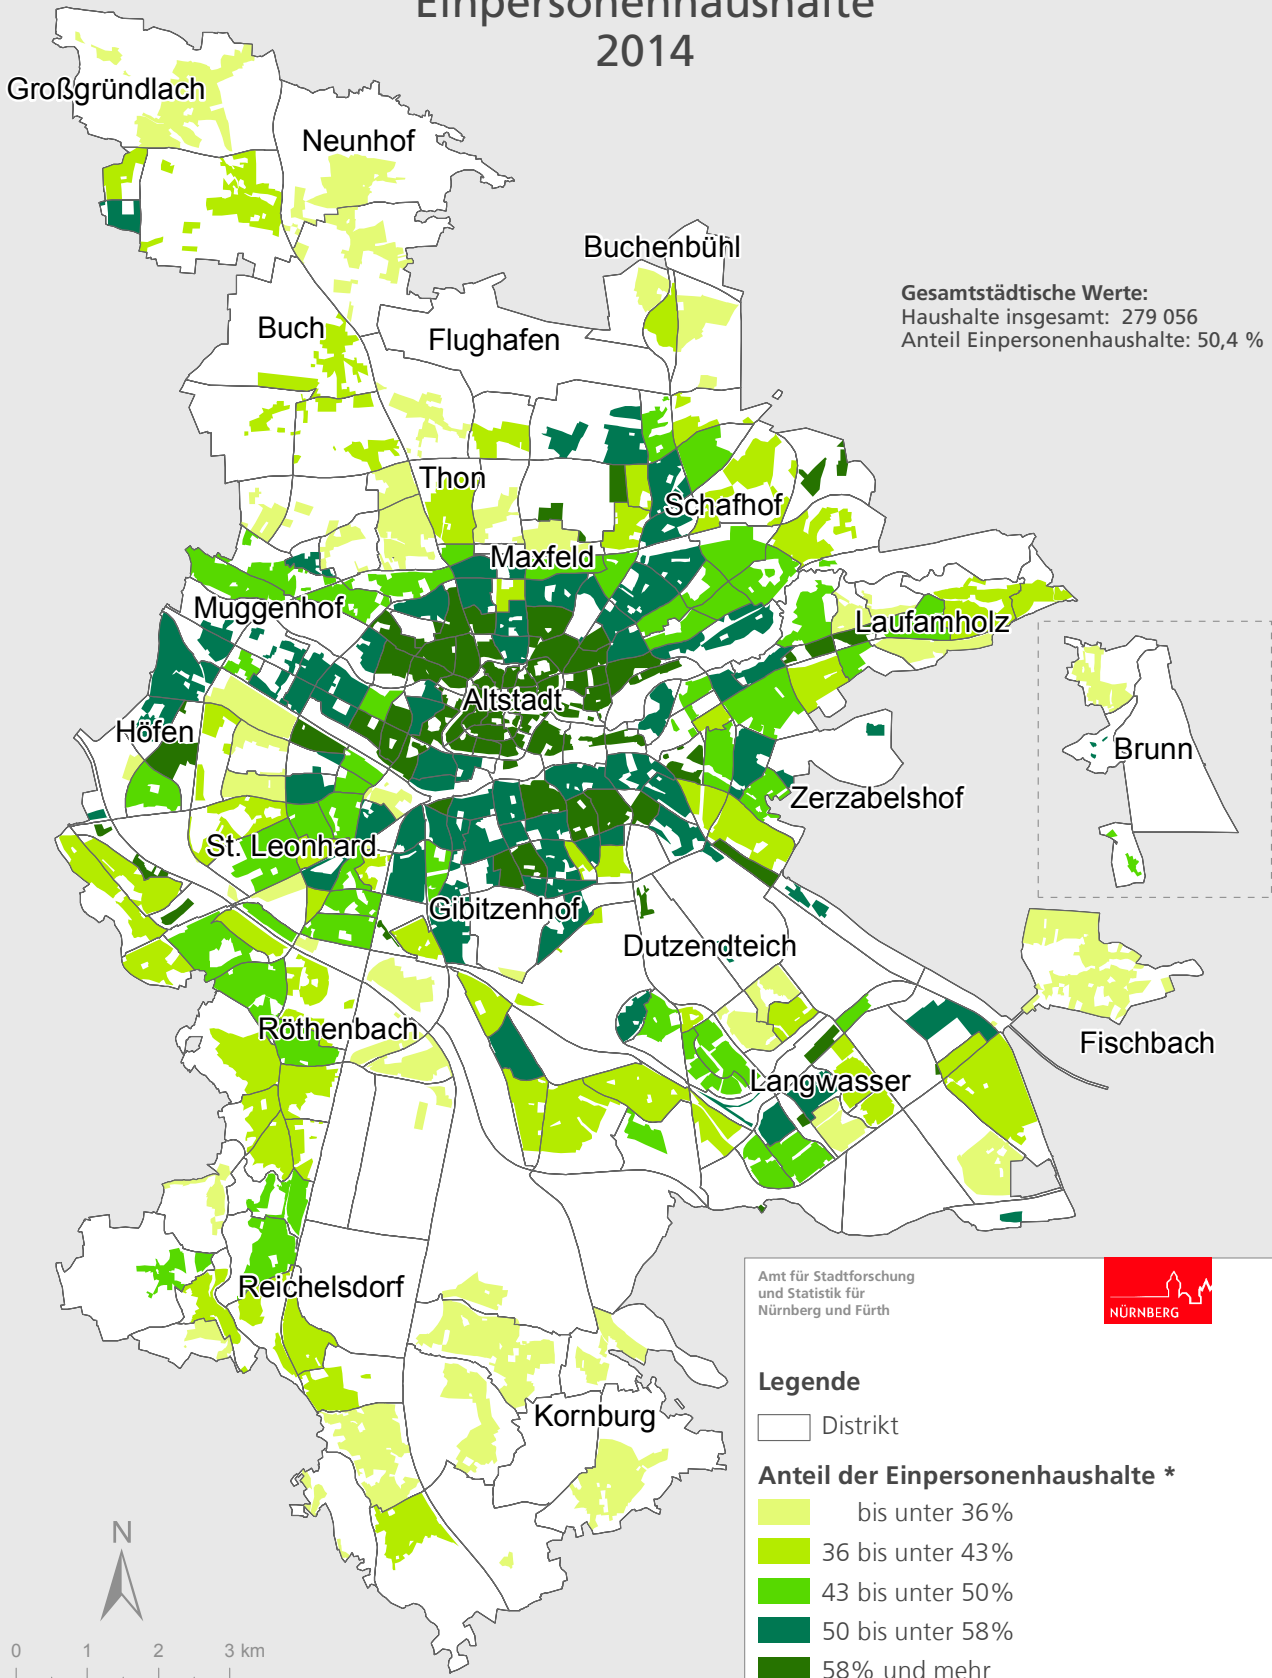 Einpersonenhaushalte
2014
Großgründlach
Neunhof
Buchenbühl
Gesamtstädtische Werte:
Haushalte insgesamt: 279 056
Anteil Einpersonenhaushalte: 50,4 %
Buch
Flughafen
Thon
Schafhof
Maxfeld
Muggenhof
Laufamholz
Altstadt
Höfen
Brunn
Zerzabelshof
St. Leonhard
Gibitzenhof
Dutzendteich
Röthenbach
Fischbach
Langwasser
Reichelsdorf
Kornburg
Amt für Stadtforschung
und Statistik für
Nürnberg und Fürth
NÜRNBERG
Legende
Distrikt
Anteil der Einpersonenhaushalte *
bis unter 36%
36 bis unter 43%
43 bis unter 50%
50 bis unter 58%
58% und mehr
N
0 1 2 3 km